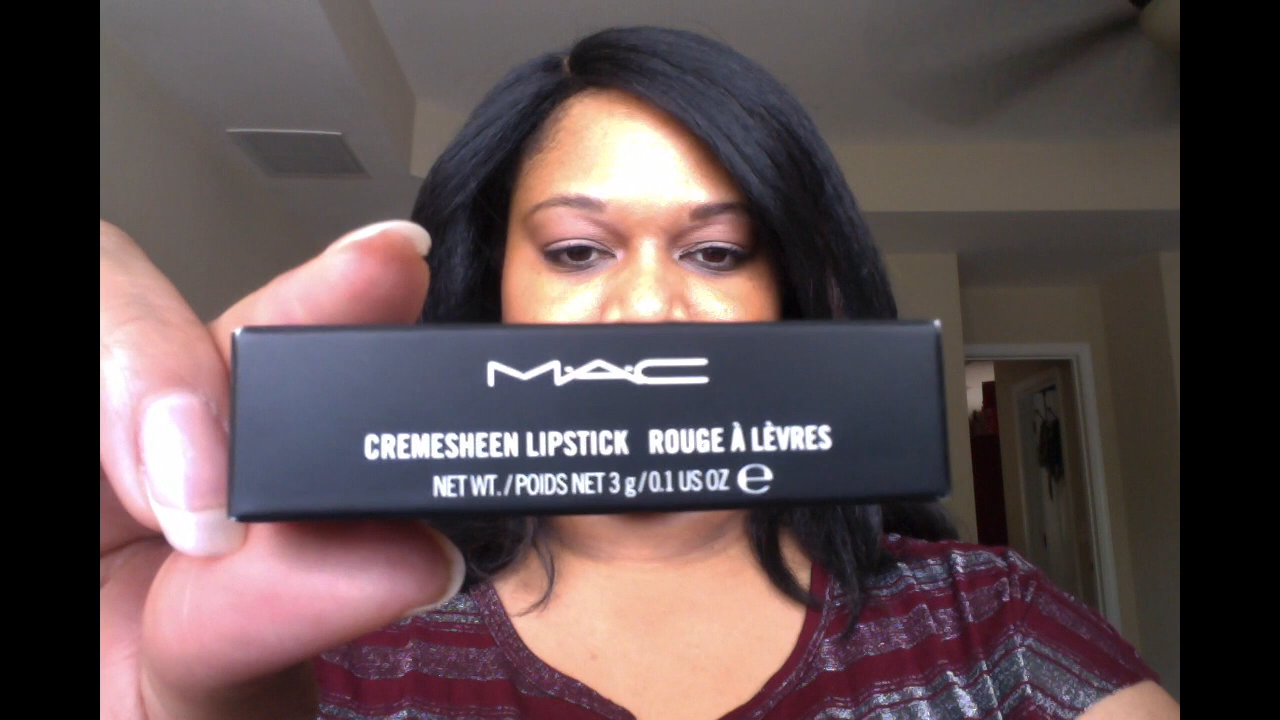 M·A·C
CREMESHEEN LIPSTICK ROUGE À LÈVRES
NET WT./POIDS NET 3 g/0.1 US OZ ℮